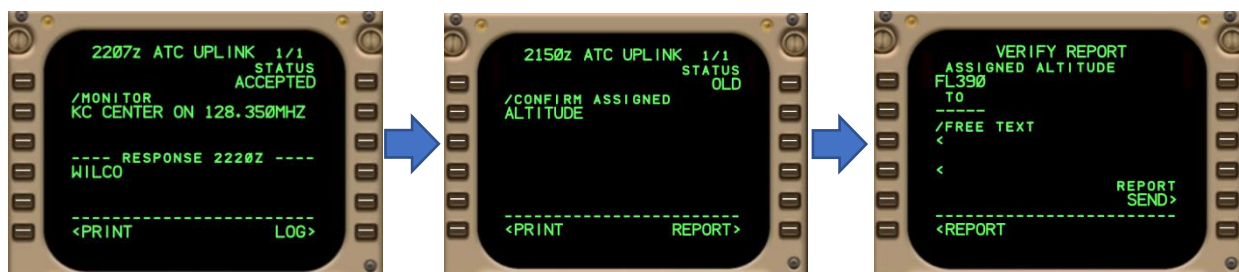 2207z ATC UPLINK 1/1
STATUS
ACCEPTED
/MONITOR
KC CENTER ON 128.350MHZ
---- RESPONSE 2220Z ----
WILCO
------------------------
<PRINT LOG>
2150z ATC UPLINK 1/1
STATUS
OLD
/CONFIRM ASSIGNED
ALTITUDE
------------------------
<PRINT REPORT>
VERIFY REPORT
ASSIGNED ALTITUDE
FL390
TO
-----
/FREE TEXT
<
<
REPORT
SEND>
------------------------
<REPORT